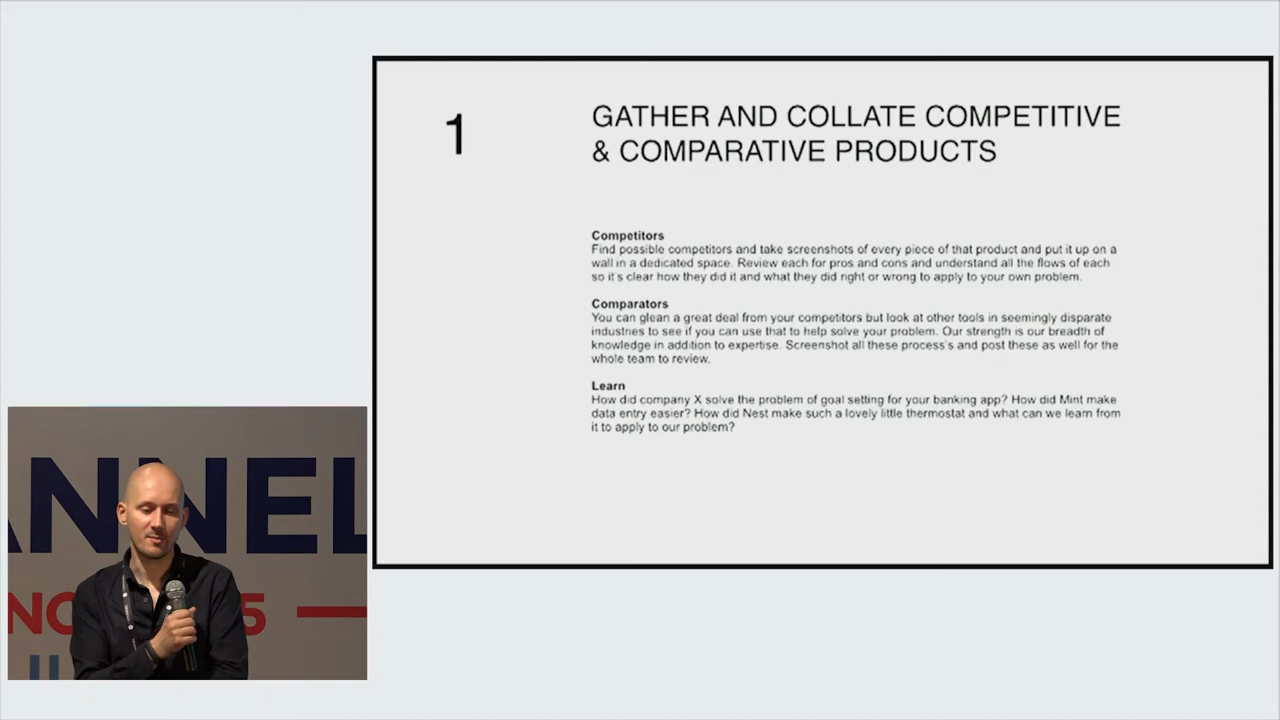 1
GATHER AND COLLATE COMPETITIVE
& COMPARATIVE PRODUCTS
Competitors
Find possible competitors and take screenshots of every piece of that product and put it up on a
wall in a dedicated space. Review each for pros and cons and understand all the flows of each
so it's clear how they did it and what they did right or wrong to apply to your own problem.
Comparators
You can glean a great deal from your competitors but look at other tools in seemingly disparate
industries to see if you can use that to help solve your problem. Our strength is our breadth of
knowledge in addition to expertise. Screenshot all these process's and post these as well for the
whole team to review.
Learn
How did company X solve the problem of goal setting for your banking app? How did Mint make
data entry easier? How did Nest make such a lovely little thermostat and what can we learn from
it to apply to our problem?
ANNEL